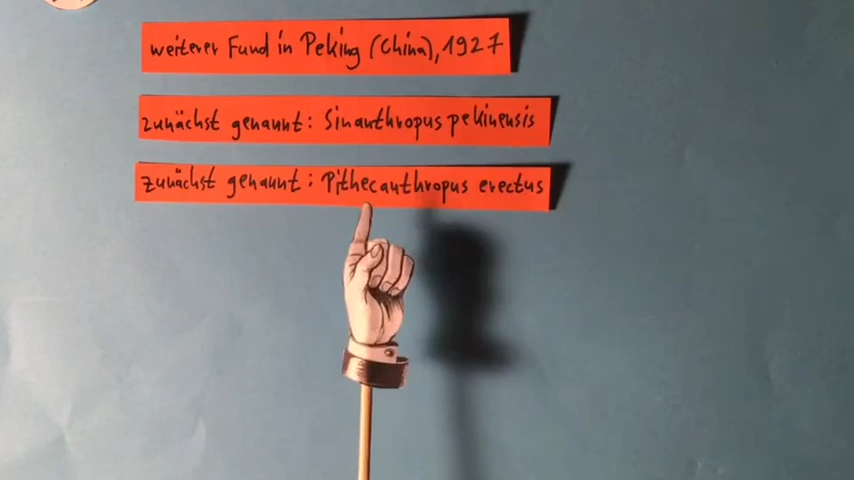 weiterer Fund in Peking (China), 1927
zunächst genannt: Sinanthropus pekinensis
zunächst genannt: Pithecanthropus erectus